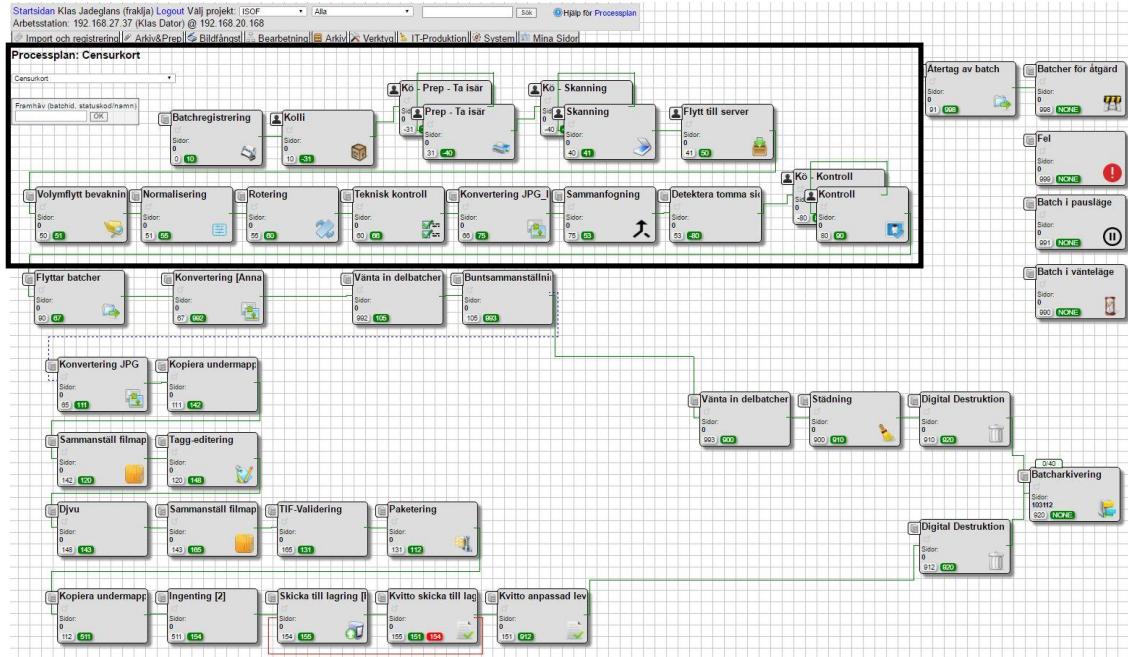 Startsidan Klas Jadeglans (fraklja) Logout Välj projekt: ISOF Alla Sök Hjälp för Processplan
Arbetsstation: 192.168.27.37 (Klas Dator) @ 192.168.20.168
Import och registrering Arkiv&Prep Bildfångst Bearbetning Arkiv Verktyg IT-Produktion System Mina Sidor
Processplan: Censurkort
Censurkort
Framhäv (batchid, statuskod/namn)
OK
Batchregistrering
Sidor:
0
0 10
Kolli
Sidor:
0
10 -31
Kö - Prep - Ta isär
-31
Prep - Ta isär
Sidor:
0
31 -40
Kö - Skanning
-40
Skanning
Sidor:
0
40 41
Flytt till server
Sidor:
0
41 50
Volymflytt bevaknin
Sidor:
0
50 51
Normalisering
Sidor:
0
51 55
Rotering
Sidor:
0
55 60
Teknisk kontroll
Sidor:
0
60 66
Konvertering JPG_
Sidor:
0
66 75
Sammanfogning
Sidor:
0
75 53
Detektera tomma sid
Sidor:
0
53 -80
Kö - Kontroll
-80
Kontroll
Sidor:
0
80 90
Återtag av batch
Sidor:
0
91 998
Batcher för åtgärd
Sidor:
0
998 NONE
Fel
Sidor:
0
999 NONE
Batch i pausläge
Sidor:
0
991 NONE
Batch i vänteläge
Sidor:
0
990 NONE
Flyttar batcher
Sidor:
0
90 67
Konvertering [Anna
Sidor:
0
67 992
Vänta in delbatcher
Sidor:
0
992 105
Buntsammanställni
Sidor:
0
105 993
Konvertering JPG
Sidor:
0
65 111
Kopiera undermapp
Sidor:
0
111 142
Vänta in delbatcher
Sidor:
0
993 900
Städning
Sidor:
0
900 910
Digital Destruktion
Sidor:
0
910 920
Sammanställ filmap
Sidor:
0
142 120
Tagg-editering
Sidor:
0
120 148
0/40
Batcharkivering
Sidor:
103112
920 NONE
Djvu
Sidor:
0
148 143
Sammanställ filmap
Sidor:
0
143 165
TIF-Validering
Sidor:
0
165 131
Paketering
Sidor:
0
131 112
Digital Destruktion
Sidor:
0
912 920
Kopiera undermapp
Sidor:
0
112 511
Ingenting [2]
Sidor:
0
511 154
Skicka till lagring [
Sidor:
0
154 155
Kvitto skicka till lag
Sidor:
0
155 151 154
Kvitto anpassad lev
Sidor:
0
151 912